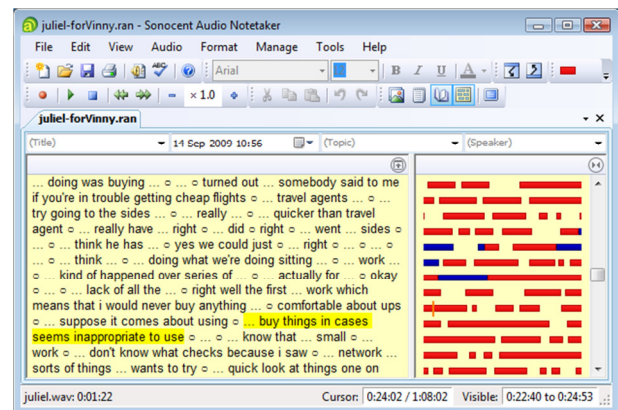 juliel-forVinny.ran - Sonocent Audio Notetaker
File Edit View Audio Format Manage Tools Help
Arial B I U A
× 1.0
juliel-forVinny.ran
(Title) 14 Sep 2009 10:56 (Topic) (Speaker)
... doing was buying ... ○ ... ○ turned out ... somebody said to me
if you're in trouble getting cheap flights ○ ... travel agents ... ○ ...
try going to the sides ... ○ ... really ○ ... quicker than travel
agent ○ ... really have ... right ○ ... did ○ right ○ ... went ... sides ○
... ○ ... think he has ... ○ yes we could just ○ ... right ○ ... ○ ... ○
... ○ ... think ... ○ ... doing what we're doing sitting ... ○ ... work ...
○ ... kind of happened over series of ... ○ ... actually for ... ○ okay
○ ... ○ ... lack of all the ... ○ right well the first ... work which
means that i would never buy anything ... ○ comfortable about ups
○ ... suppose it comes about using ○ ... buy things in cases
seems inappropriate to use ○ ... ○ ... know that ... small ○ ...
work ○ ... don't know what checks because i saw ○ ... network ...
sorts of things ... wants to try ○ ... quick look at things one on
juliel.wav: 0:01:22 Cursor: 0:24:02 / 1:08:02 Visible: 0:22:40 to 0:24:53